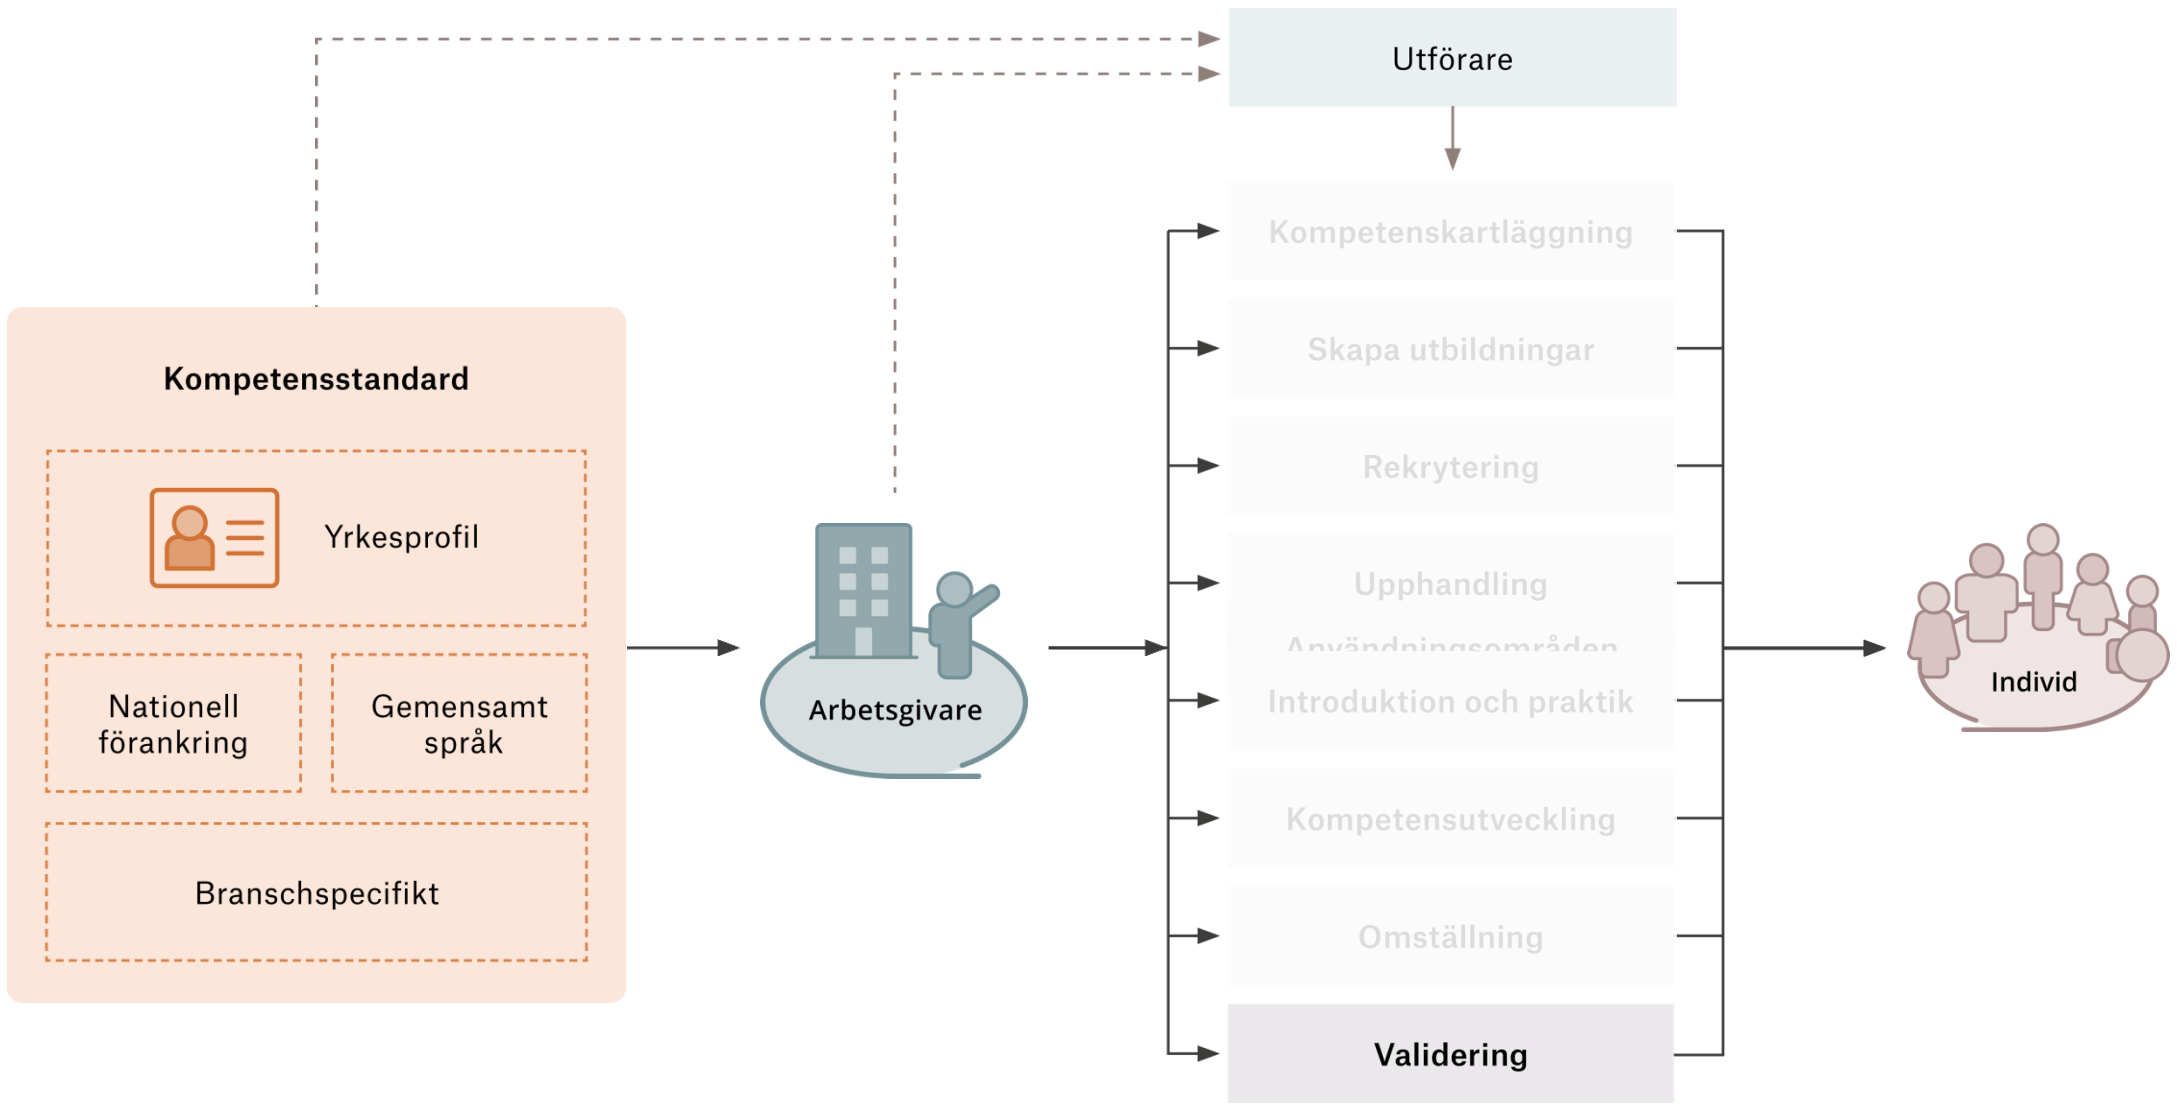 Utförare
Kompetensstandard
Yrkesprofil
Nationell
förankring
Gemensamt
språk
Branschspecifikt
Arbetsgivare
Kompetenskartläggning
Skapa utbildningar
Rekrytering
Upphandling
Användningsområden
Introduktion och praktik
Kompetensutveckling
Omställning
Validering
Individ